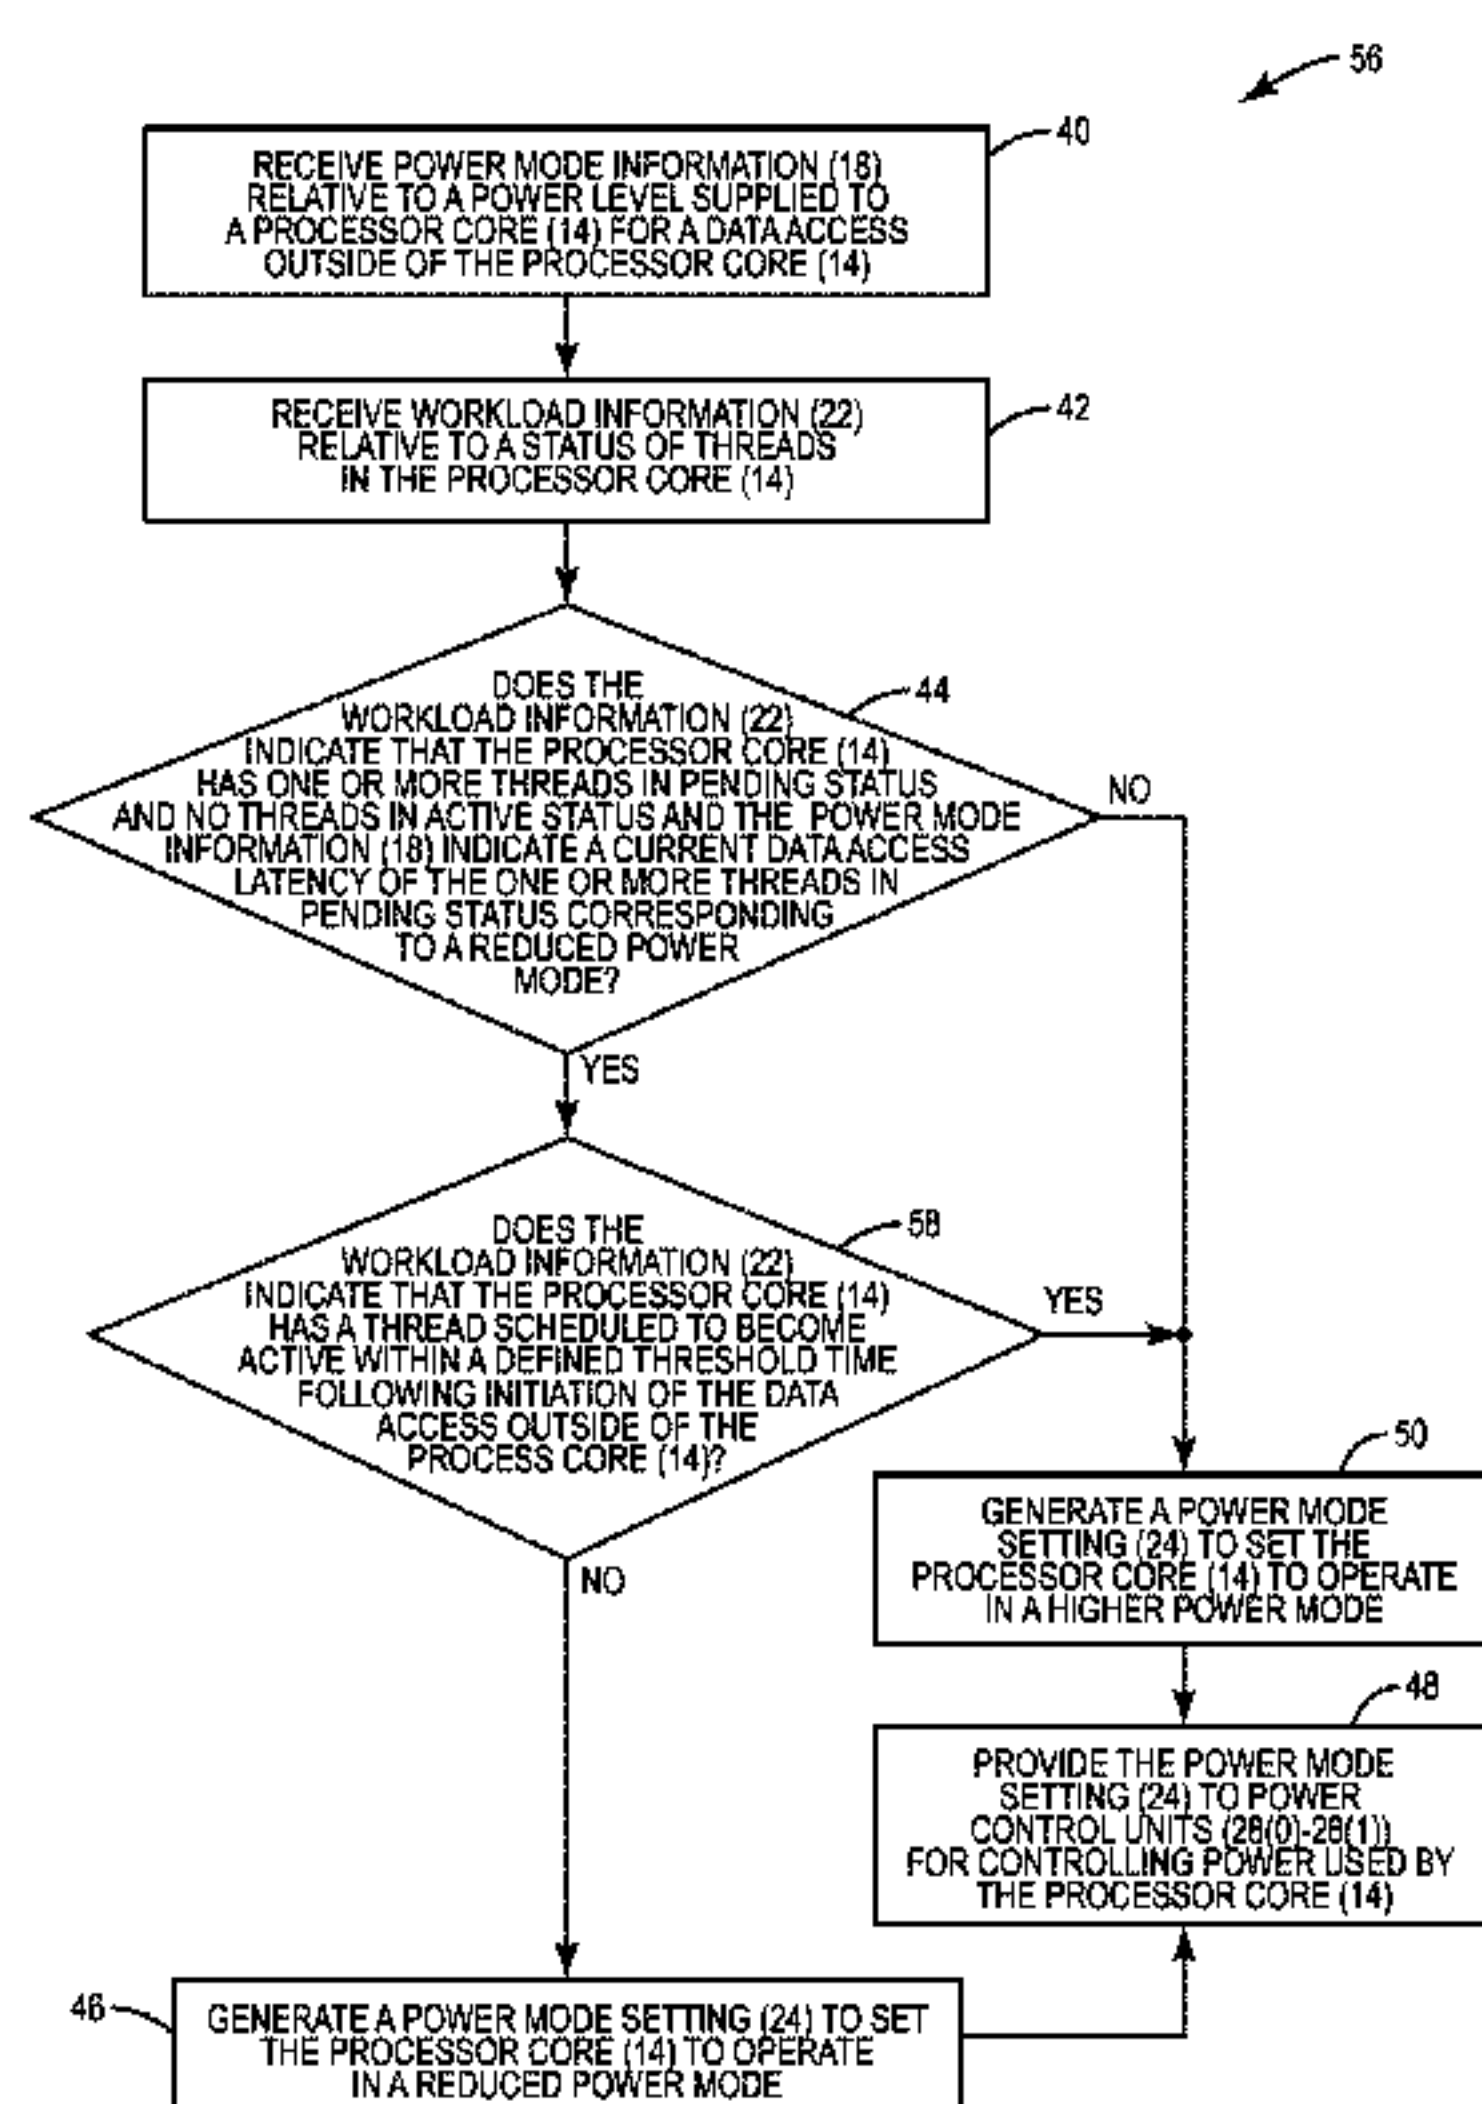 56
40
RECEIVE POWER MODE INFORMATION (18)
RELATIVE TO A POWER LEVEL SUPPLIED TO
A PROCESSOR CORE (14) FOR A DATA ACCESS
OUTSIDE OF THE PROCESSOR CORE (14)
42
RECEIVE WORKLOAD INFORMATION (22)
RELATIVE TO A STATUS OF THREADS
IN THE PROCESSOR CORE (14)
44
DOES THE
WORKLOAD INFORMATION (22)
INDICATE THAT THE PROCESSOR CORE (14)
HAS ONE OR MORE THREADS IN PENDING STATUS
AND NO THREADS IN ACTIVE STATUS AND THE POWER MODE
INFORMATION (18) INDICATE A CURRENT DATA ACCESS
LATENCY OF THE ONE OR MORE THREADS IN
PENDING STATUS CORRESPONDING
TO A REDUCED POWER
MODE?
NO
YES
58
DOES THE
WORKLOAD INFORMATION (22)
INDICATE THAT THE PROCESSOR CORE (14)
HAS A THREAD SCHEDULED TO BECOME
ACTIVE WITHIN A DEFINED THRESHOLD TIME
FOLLOWING INITIATION OF THE DATA
ACCESS OUTSIDE OF THE
PROCESS CORE (14)?
YES
NO
50
GENERATE A POWER MODE
SETTING (24) TO SET THE
PROCESSOR CORE (14) TO OPERATE
IN A HIGHER POWER MODE
48
PROVIDE THE POWER MODE
SETTING (24) TO POWER
CONTROL UNITS (28(0)-28(1))
FOR CONTROLLING POWER USED BY
THE PROCESSOR CORE (14)
46
GENERATE A POWER MODE SETTING (24) TO SET
THE PROCESSOR CORE (14) TO OPERATE
IN A REDUCED POWER MODE